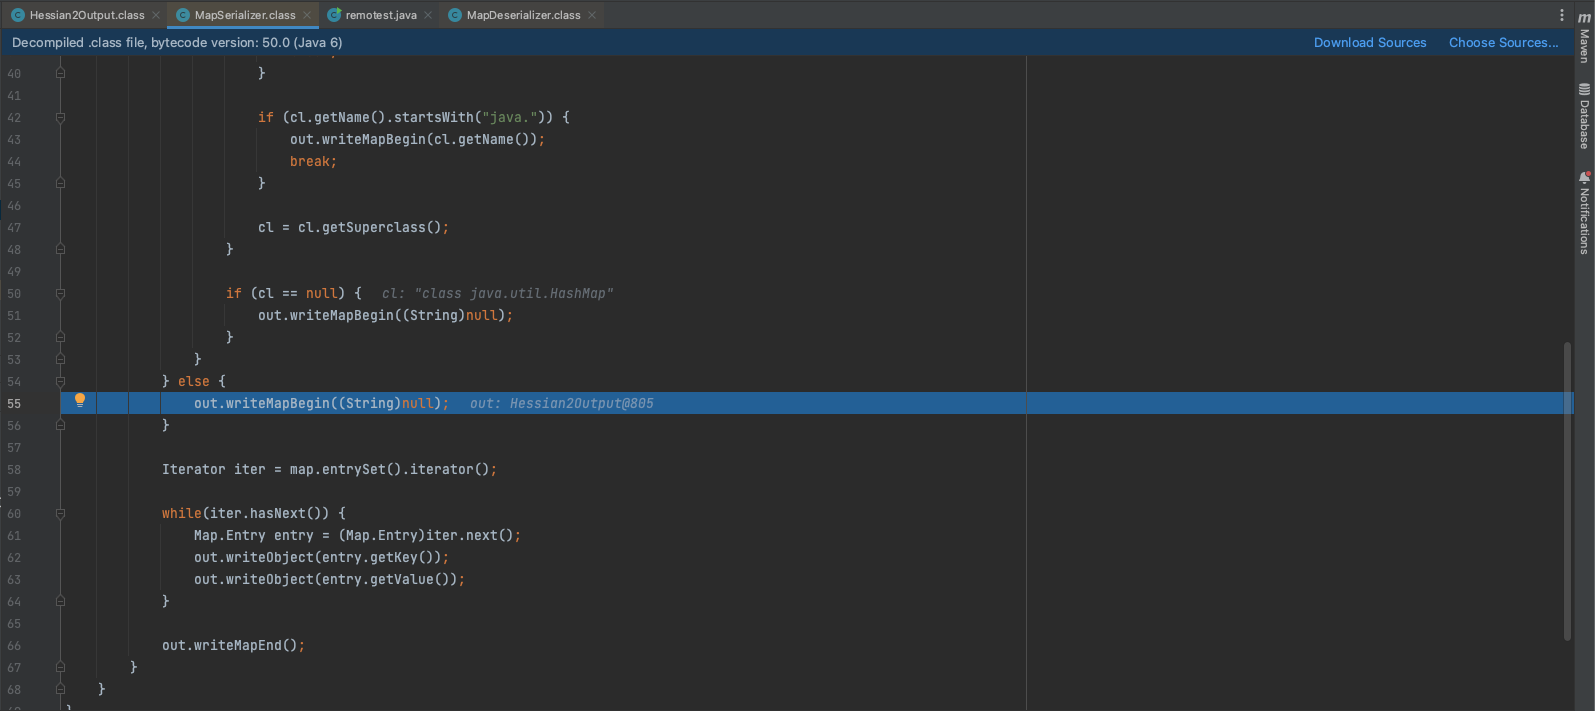 Hessian2Output.class
MapSerializer.class
remotest.java
MapDeserializer.class
Decompiled .class file, bytecode version: 50.0 (Java 6)
Download Sources
Choose Sources...
m
Maven
Database
Notifications
40 }
41
42 if (cl.getName().startsWith("java.")) {
43 out.writeMapBegin(cl.getName());
44 break;
45 }
46
47 cl = cl.getSuperclass();
48 }
49
50 if (cl == null) { cl: "class java.util.HashMap"
51 out.writeMapBegin((String)null);
52 }
53 }
54 } else {
55 out.writeMapBegin((String)null); out: Hessian2Output@805
56 }
57
58 Iterator iter = map.entrySet().iterator();
59
60 while(iter.hasNext()) {
61 Map.Entry entry = (Map.Entry)iter.next();
62 out.writeObject(entry.getKey());
63 out.writeObject(entry.getValue());
64 }
65
66 out.writeMapEnd();
67 }
68 }